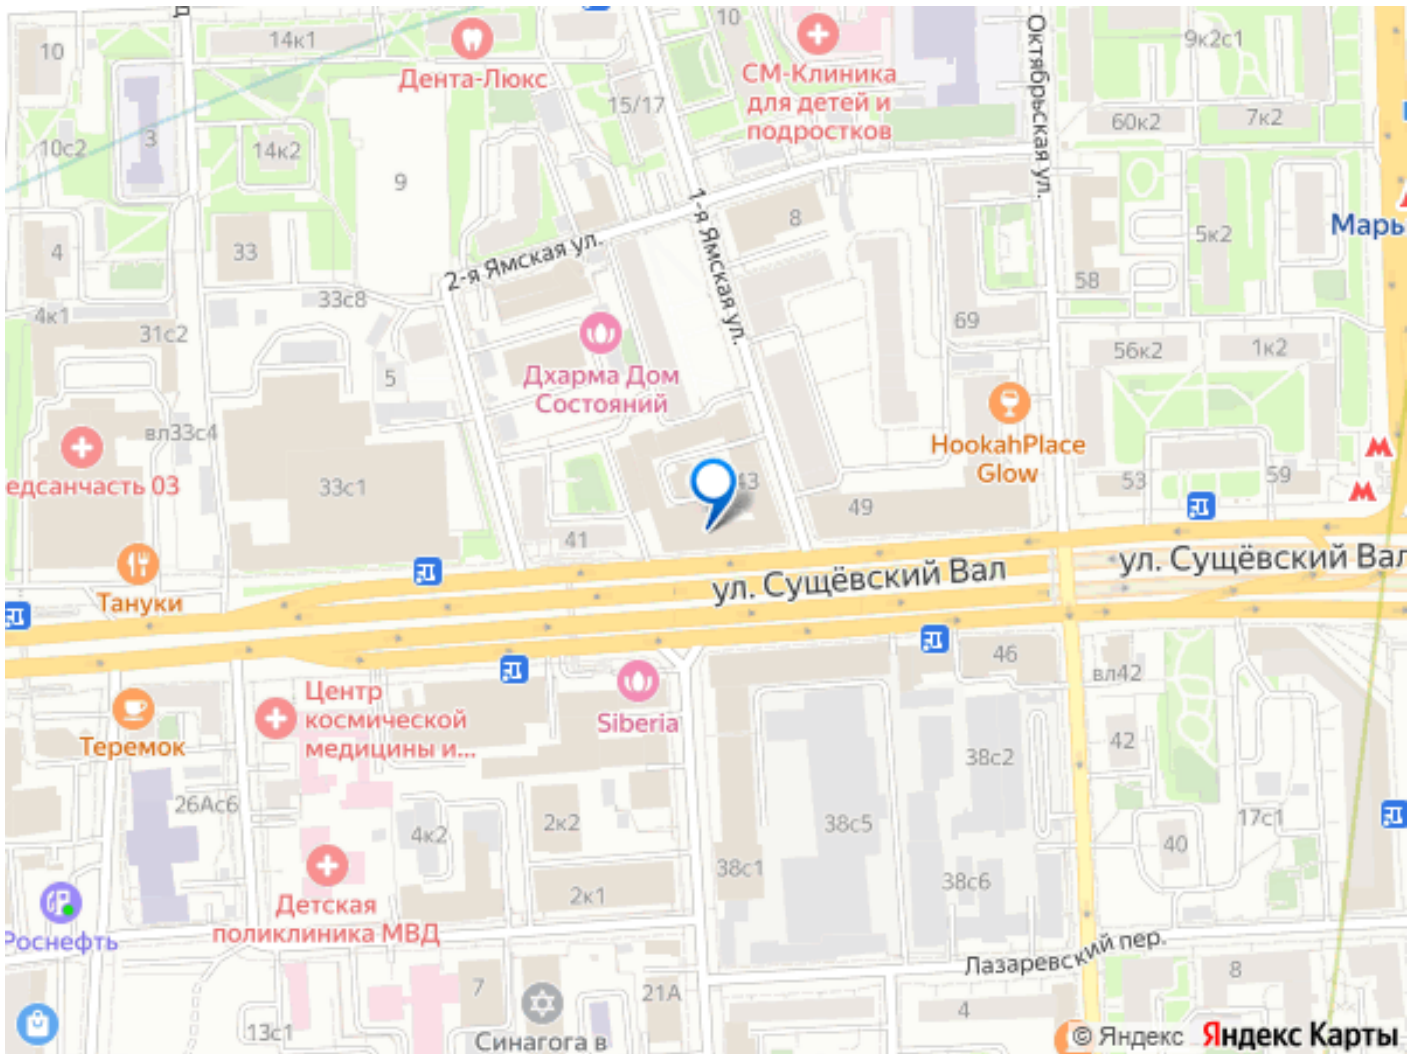 10
14к1
Дента-Люкс
10
СМ-Клиника
для детей и
подростков
Октябрьская ул.
9к2с1
15/17
60к2
7к2
10с2
3
14к2
9
1-я Ямская ул.
8
Марь
5к2
4
33
2-я Ямская ул.
33с8
58
4к1
31с2
69
56к2
1к2
5
Дхарма Дом
Состояний
HookahPlace
Glow
вл33с4
едсанчасть 03
33с1
43
49
53
59
41
Тануки
ул. Сущёвский Вал
ул. Сущёвский Вал
46
вл42
Центр
космической
медицины и...
Siberia
Теремок
42
38с2
26Ас6
4к2
2к2
38с5
17с1
40
38с1
38с6
2к1
Детская
поликлиника МВД
Роснефть
Лазаревский пер.
8
7
21А
4
13с1
Синагога в
© Яндекс
Яндекс Карты